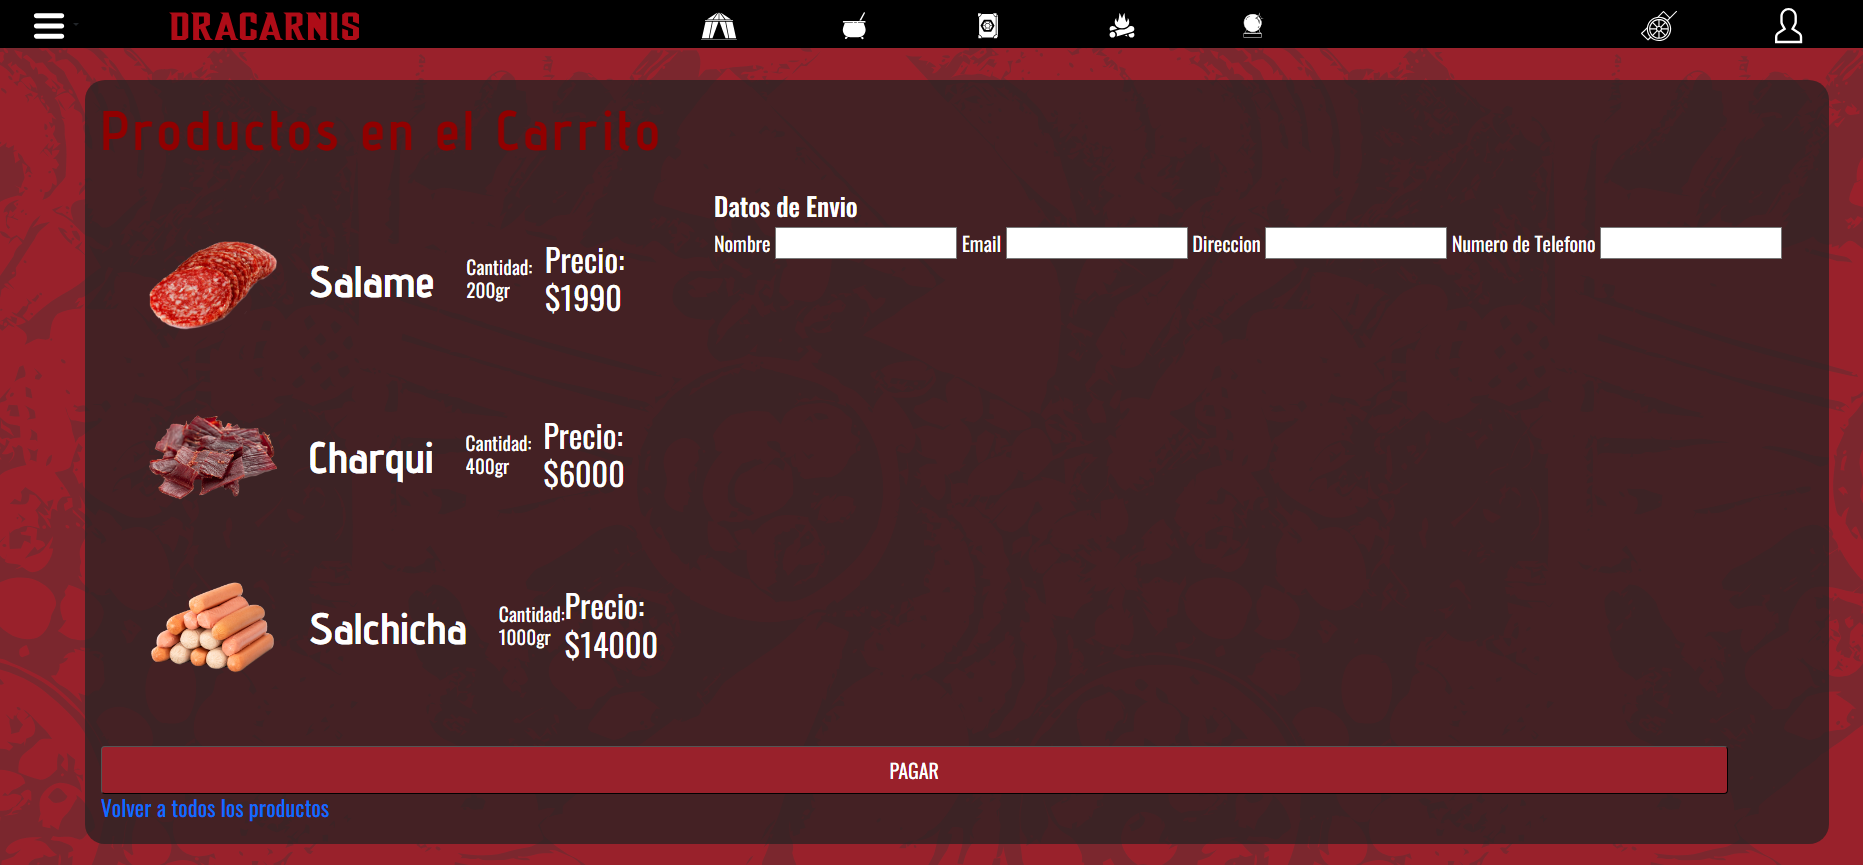 DRACARNIS
Productos en el Carrito
Salame
Cantidad:
200gr
Precio:
$1990
Charqui
Cantidad:
400gr
Precio:
$6000
Salchicha
Cantidad:
1000gr
Precio:
$14000
Datos de Envio
Nombre Email Direccion Numero de Telefono
PAGAR
Volver a todos los productos